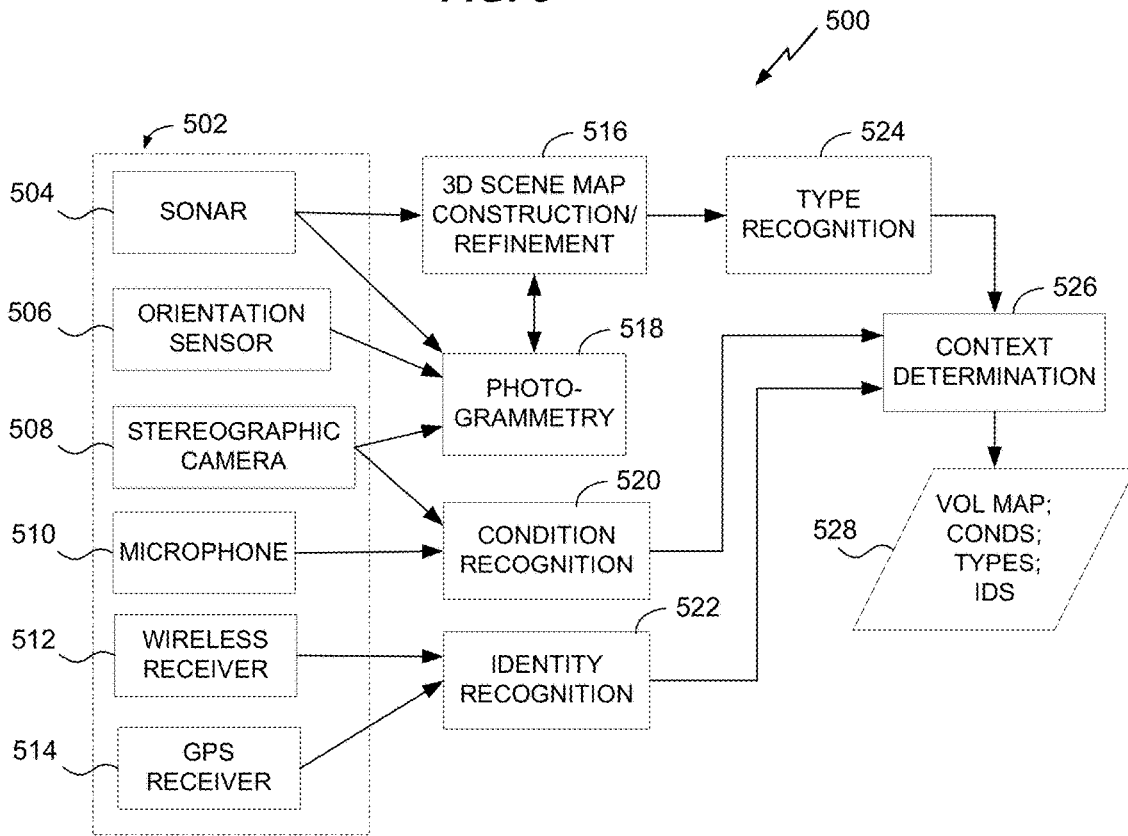 500
502
504
SONAR
506
ORIENTATION
SENSOR
508
STEREOGRAPHIC
CAMERA
510
MICROPHONE
512
WIRELESS
RECEIVER
514
GPS
RECEIVER
516
3D SCENE MAP
CONSTRUCTION/
REFINEMENT
518
PHOTO-
GRAMMETRY
520
CONDITION
RECOGNITION
522
IDENTITY
RECOGNITION
524
TYPE
RECOGNITION
526
CONTEXT
DETERMINATION
528
VOL MAP;
CONDS;
TYPES;
IDS